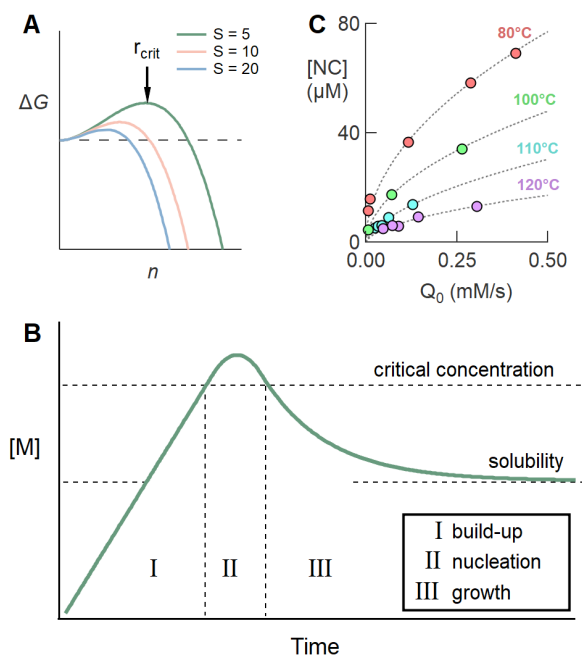 A
S = 5
S = 10
S = 20
r_crit
ΔG
n
C
[NC]
(μM)
80
40
0
80°C
100°C
110°C
120°C
0.00
0.25
0.50
Q₀ (mM/s)
B
[M]
critical concentration
solubility
I
II
III
I build-up
II nucleation
III growth
Time